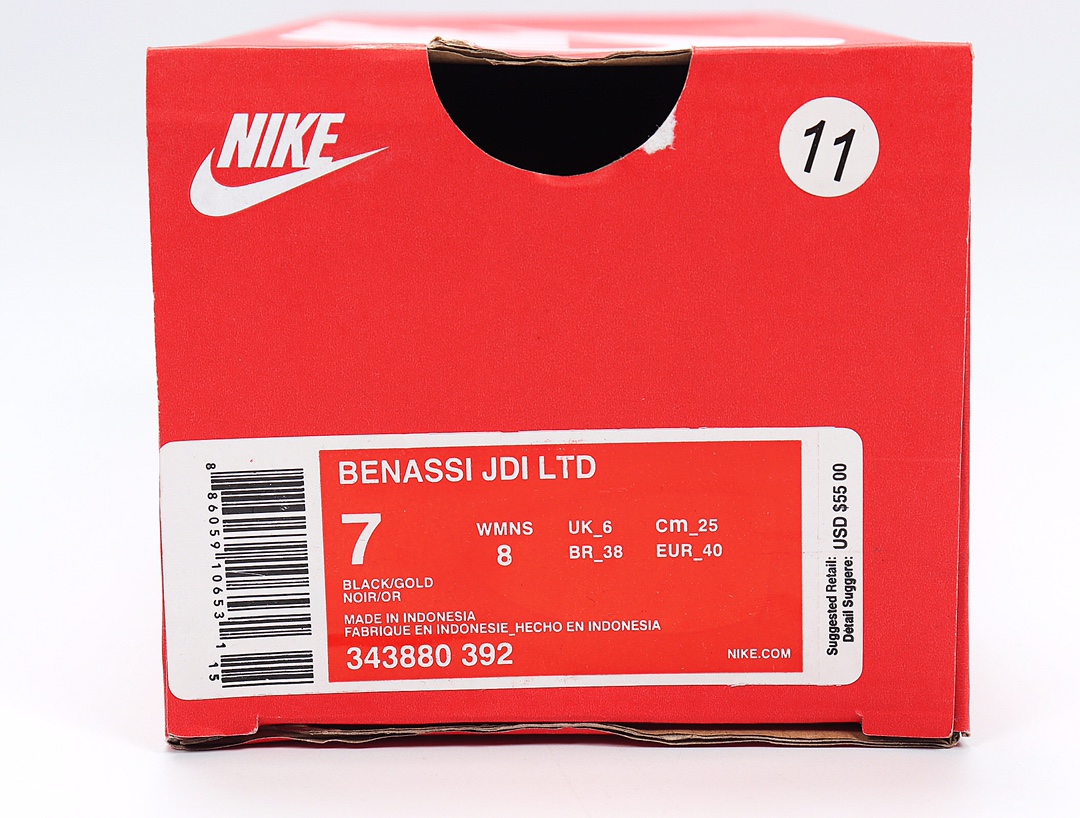 NIKE
11
BENASSI JDI LTD
7
WMNS
8
UK_6
BR_38
Cm_25
EUR_40
BLACK/GOLD
NOIR/OR
MADE IN INDONESIA
FABRIQUE EN INDONESIE_HECHO EN INDONESIA
343880 392
NIKE.COM
8 86059 10653 1 15
Suggested Retail: USD $55 00
Dètail Suggere: